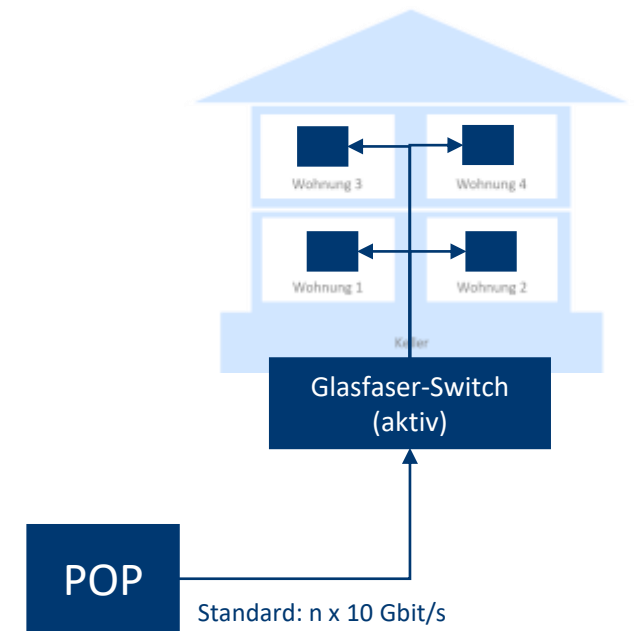 Wohnung 3
Wohnung 4
Wohnung 1
Wohnung 2
Keller
Glasfaser-Switch
(aktiv)
POP
Standard: n x 10 Gbit/s